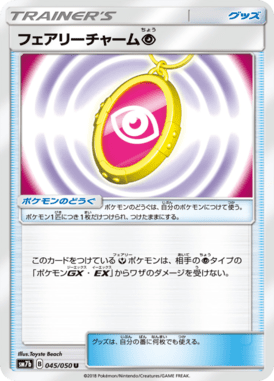 TRAINER'S グッズ
フェアリーチャーム超
ポケモンのどうぐ
ポケモンのどうぐは、自分のポケモンにつけて使う。
ポケモン1匹につき1枚だけつけられ、つけたままにする。
このカードをつけているポケモンは、相手のタイプの
「ポケモンGX・EX」からワザのダメージを受けない。
Illus. Toyste Beach
グッズは、自分の番に何枚でも使える。
sm7b B 045/050 U
©2018 Pokémon/Nintendo/Creatures/GAME FREAK.